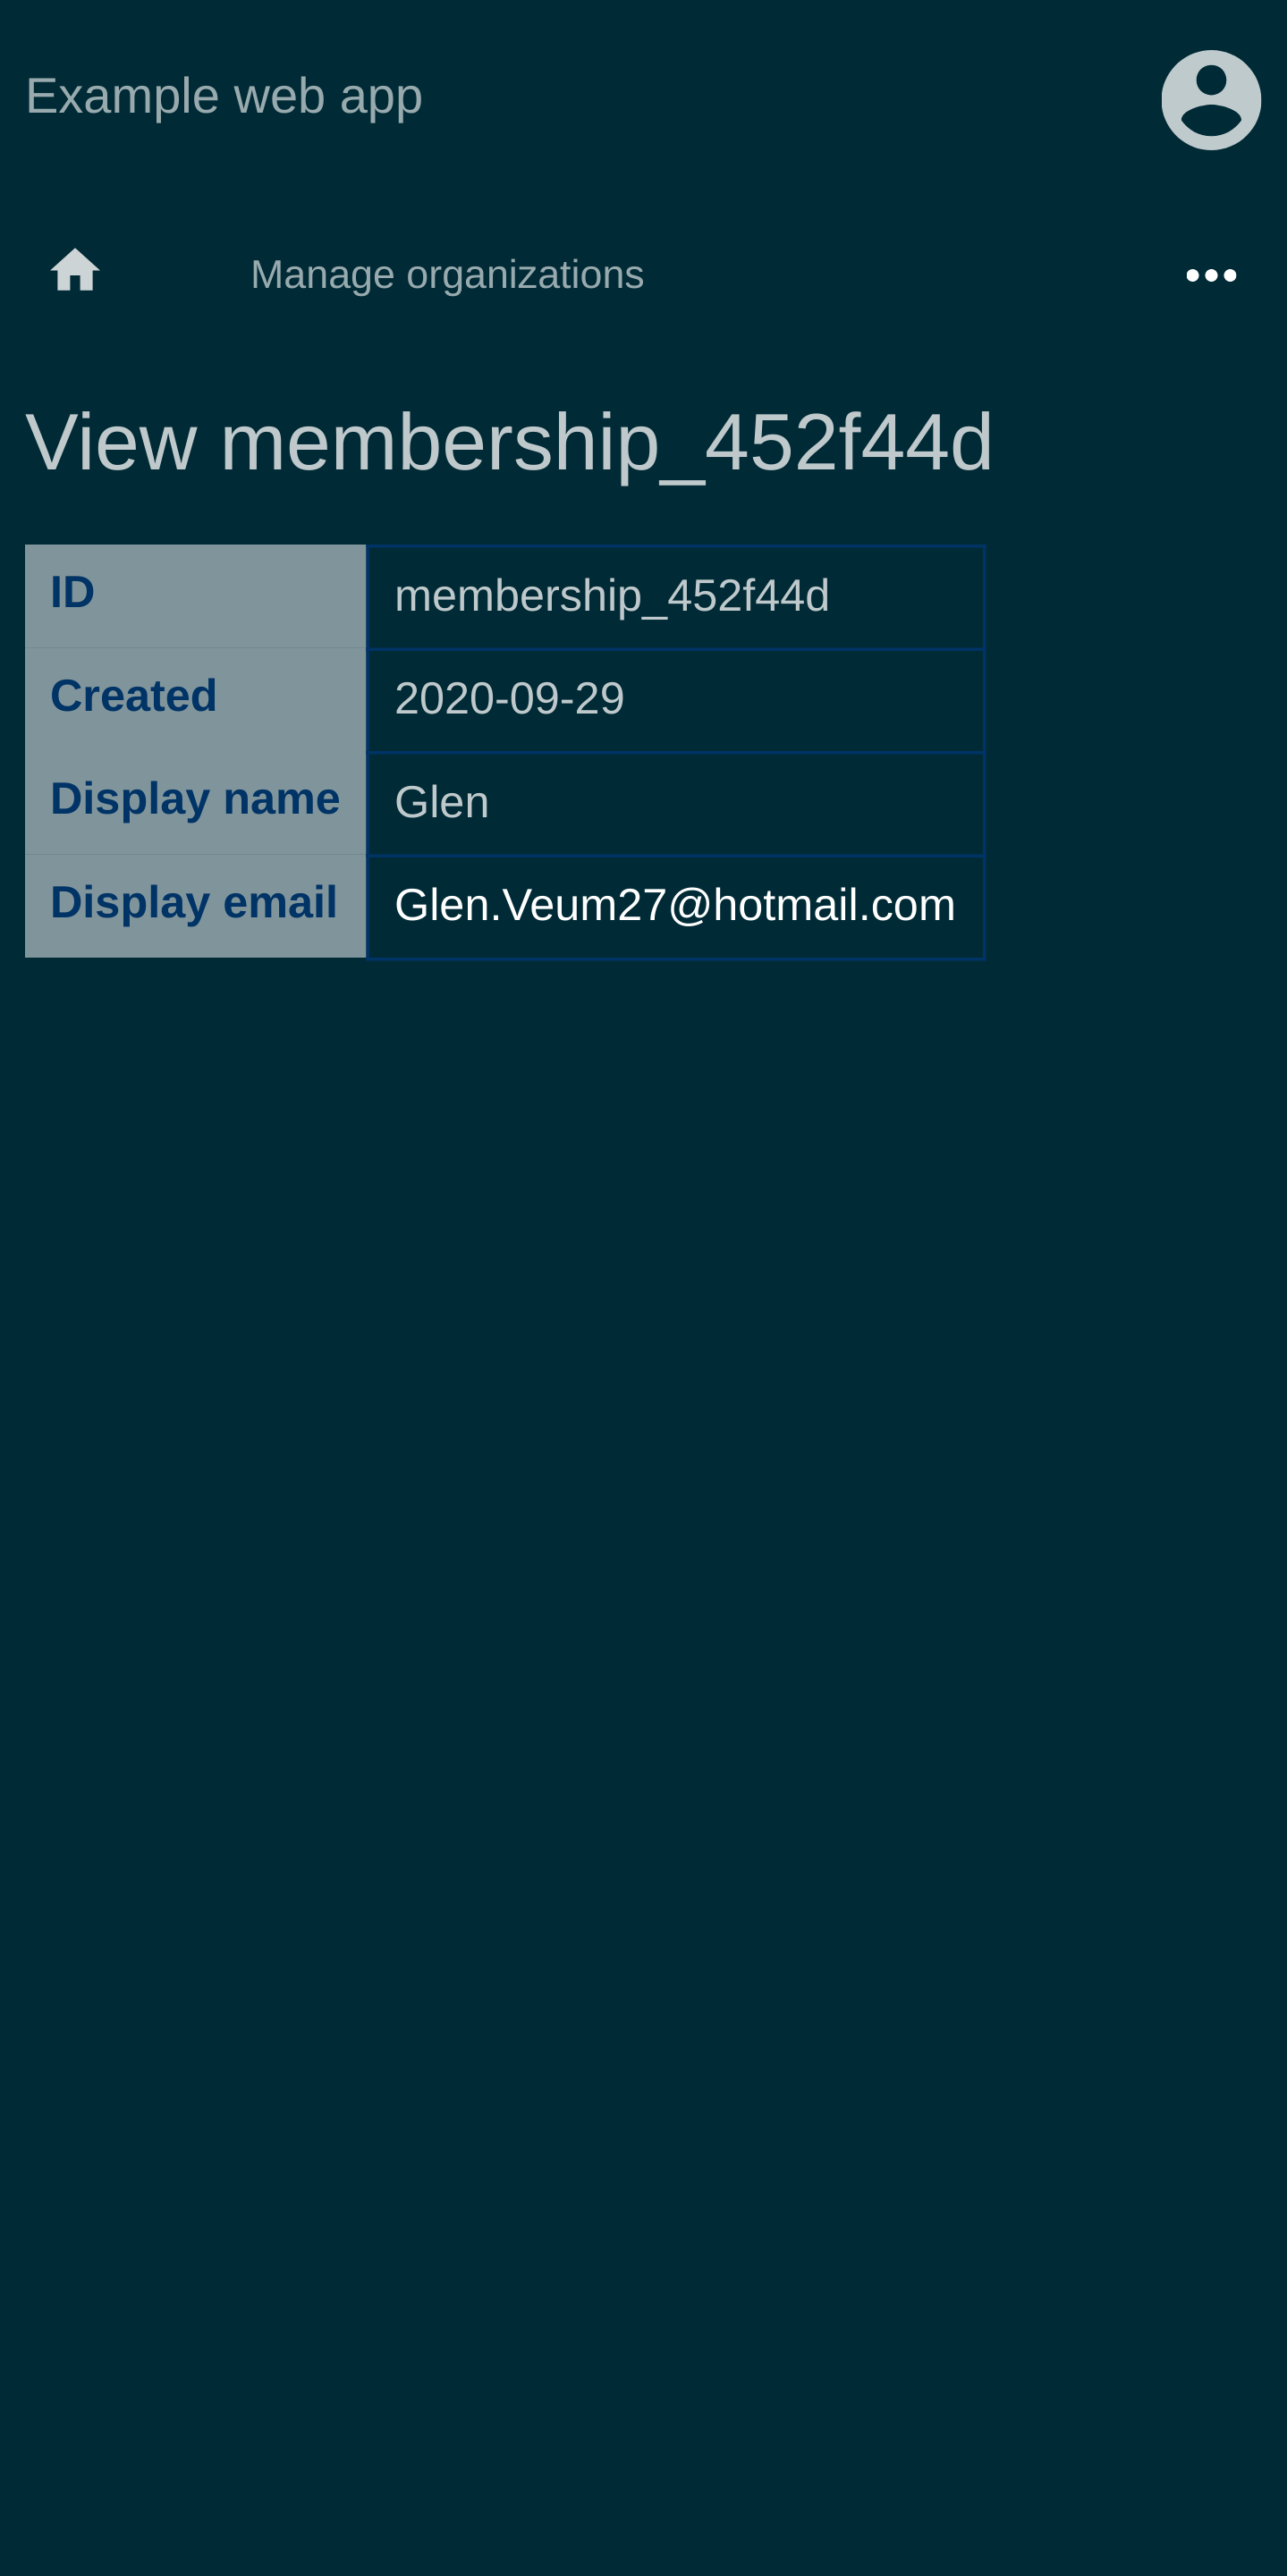 Example web app
Manage organizations
View membership_452f44d
ID membership_452f44d
Created 2020-09-29
Display name Glen
Display email Glen.Veum27@hotmail.com